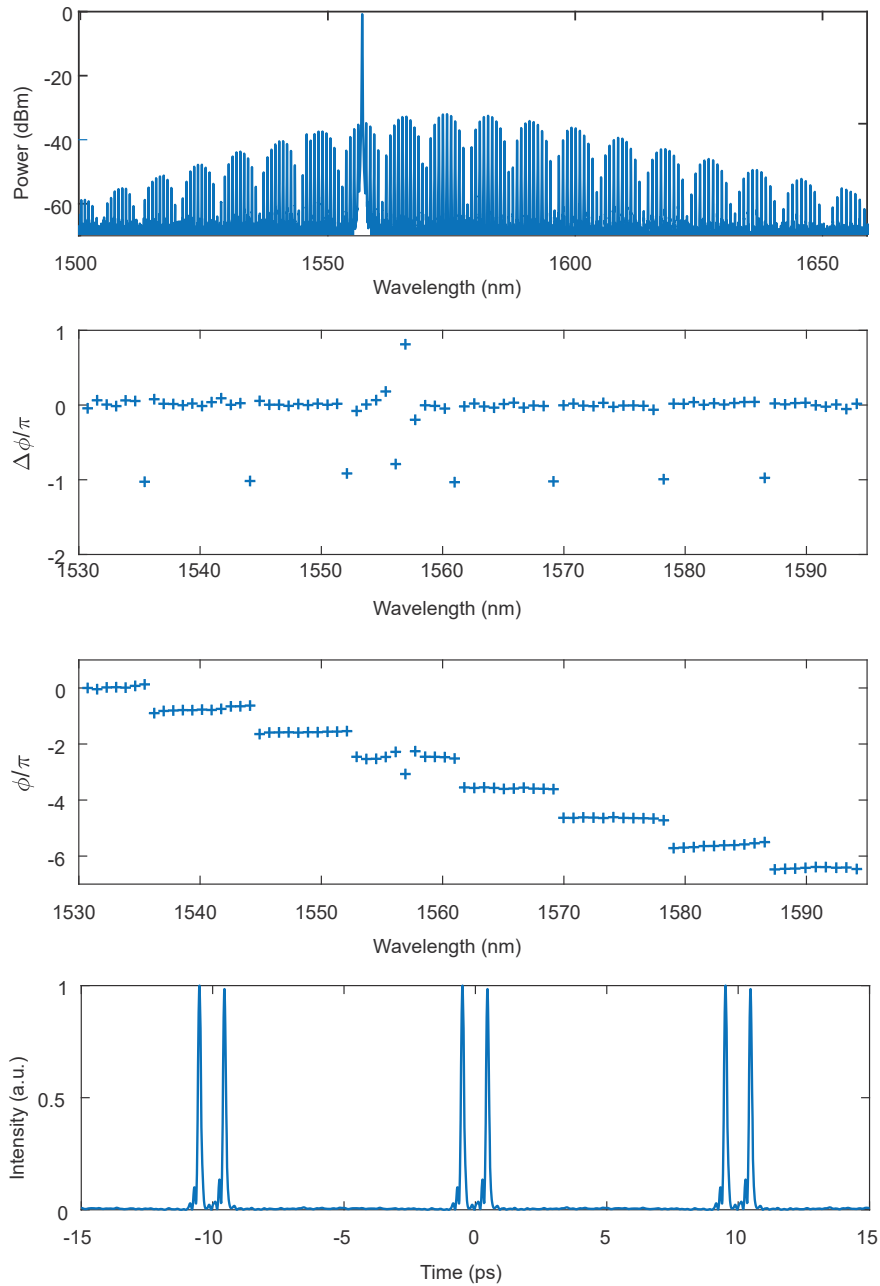 0
-20
-40
-60
Power (dBm)
1500 1550 1600 1650
Wavelength (nm)
1
0
-1
-2
Δϕ/π
1530 1540 1550 1560 1570 1580 1590
Wavelength (nm)
0
-2
-4
-6
ϕ/π
1530 1540 1550 1560 1570 1580 1590
Wavelength (nm)
1
0.5
0
Intensity (a.u.)
-15 -10 -5 0 5 10 15
Time (ps)